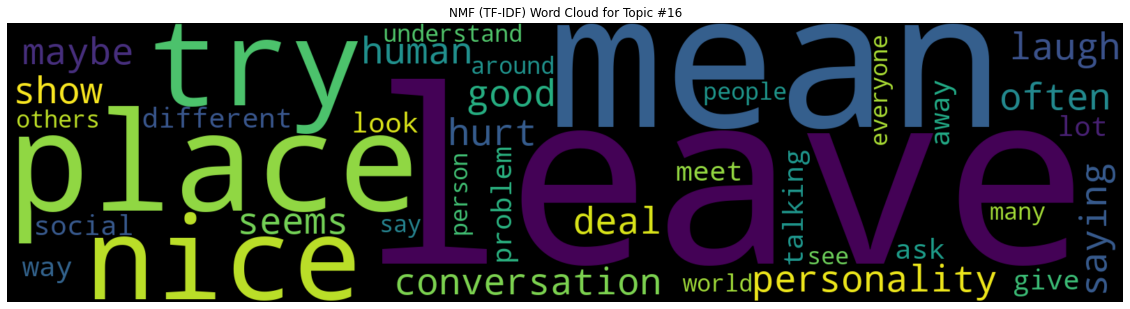 NMF (TF-IDF) Word Cloud for Topic #16
maybe
try
human
understand
around
mean
people
everyone
away
laugh
show
others
different
look
good
hurt
often
lot
place
leave
person
problem
meet
talking
many
saying
social
seems
say
deal
see
ask
way
nice
conversation
world
personality
give